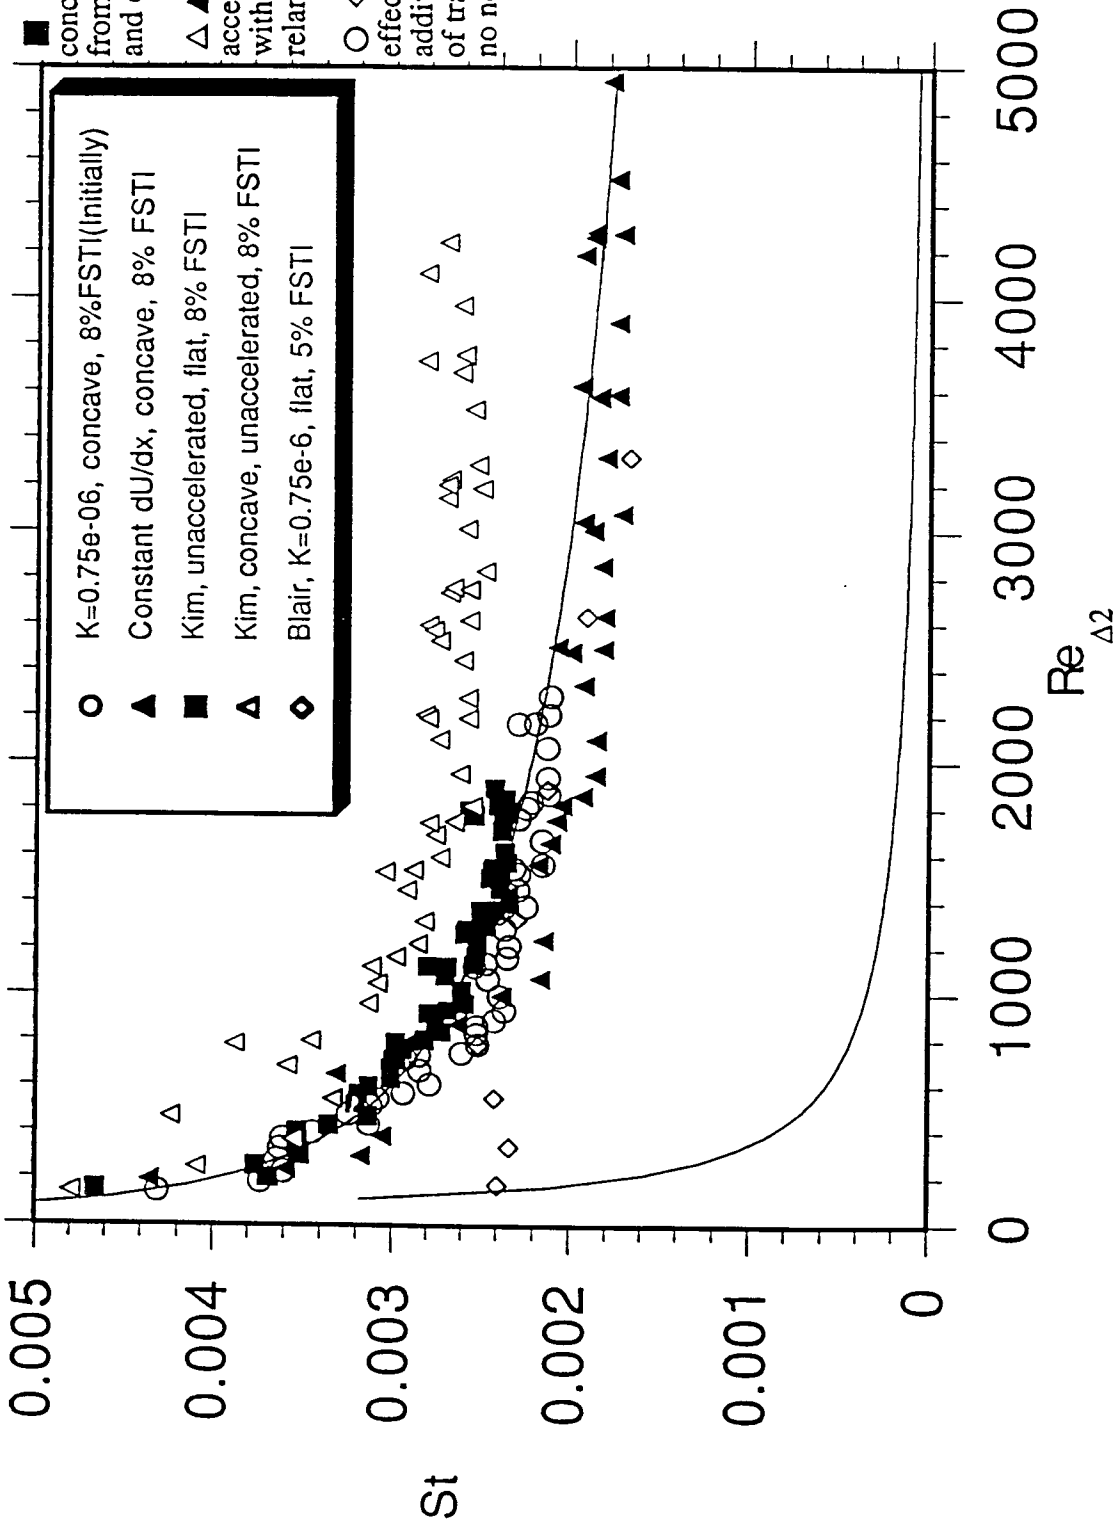 St
0.005
0.004
0.003
0.002
0.001
0
K=0.75e-06, concave, 8%FSTI(Initially)
Constant dU/dx, concave, 8% FSTI
Kim, unaccelerated, flat, 8% FSTI
Kim, concave, unaccelerated, 8% FSTI
Blair, K=0.75e-6, flat, 5% FSTI
0
1000
2000
3000
4000
5000
Re Δ2
conc
from
and
acce
with
relar
effec
addi
of tra
no n